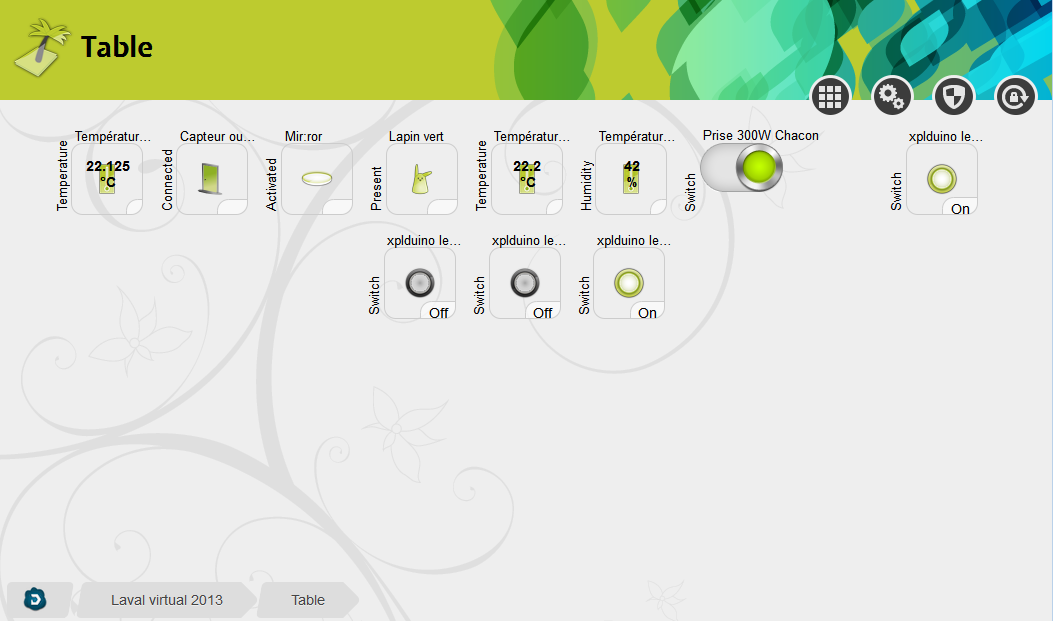 Table
Températur...
Capteur ou...
Mir:ror
Lapin vert
Températur...
Températur...
Prise 300W Chacon
xplduino le...
Temperature
22.125
°C
Connected
Activated
Present
Temperature
22.2
°C
Humidity
42
%
Switch
Switch
On
xplduino le...
xplduino le...
xplduino le...
Switch
Off
Switch
Off
Switch
On
Laval virtual 2013
Table